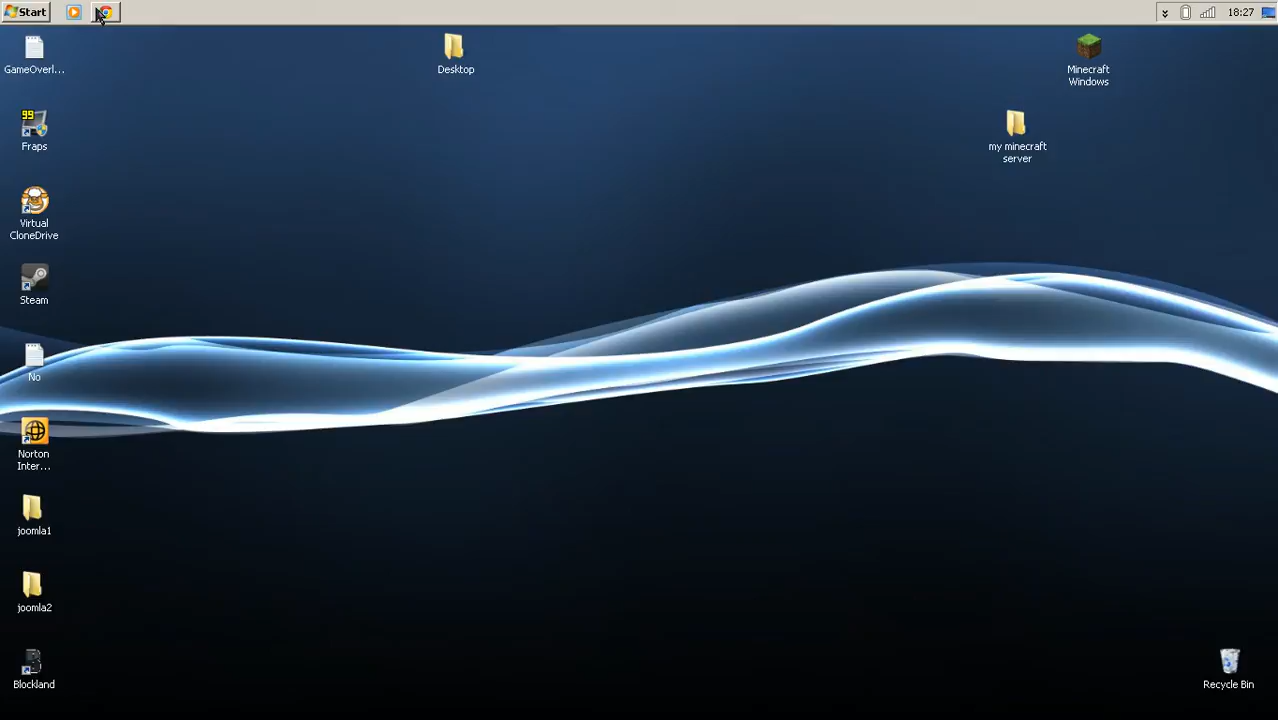 Start
18:27
GameOverl...
Desktop
Minecraft
Windows
99
Fraps
my minecraft
server
Virtual
CloneDrive
Steam
No
Norton
Inter...
joomla1
joomla2
Blockland
Recycle Bin